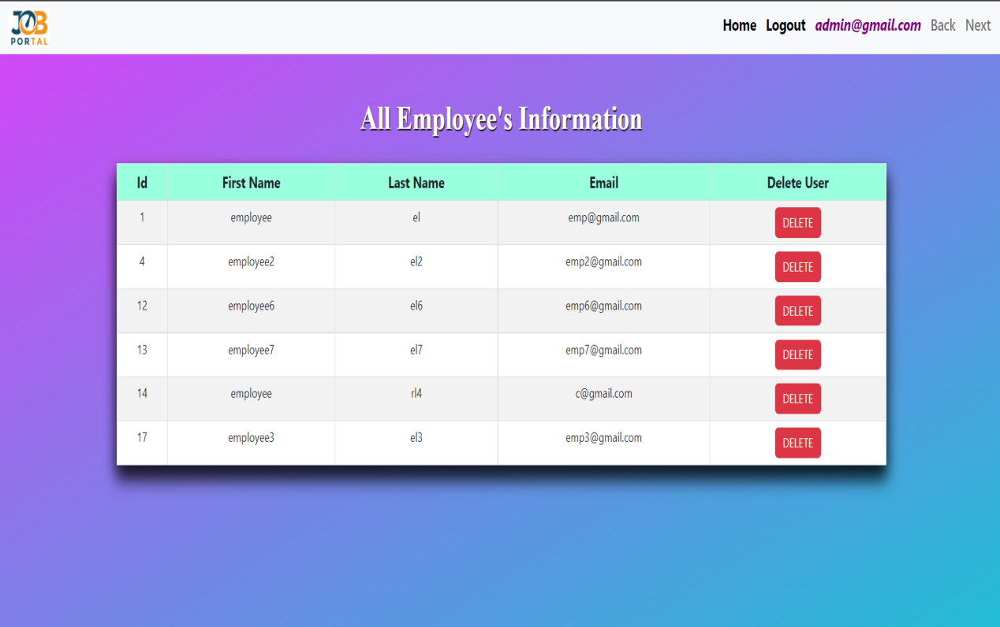 JOB
PORTAL
Home Logout admin@gmail.com Back Next
All Employee's Information
Id First Name Last Name Email Delete User
1 employee el emp@gmail.com DELETE
4 employee2 el2 emp2@gmail.com DELETE
12 employee6 el6 emp6@gmail.com DELETE
13 employee7 el7 emp7@gmail.com DELETE
14 employee rl4 c@gmail.com DELETE
17 employee3 el3 emp3@gmail.com DELETE